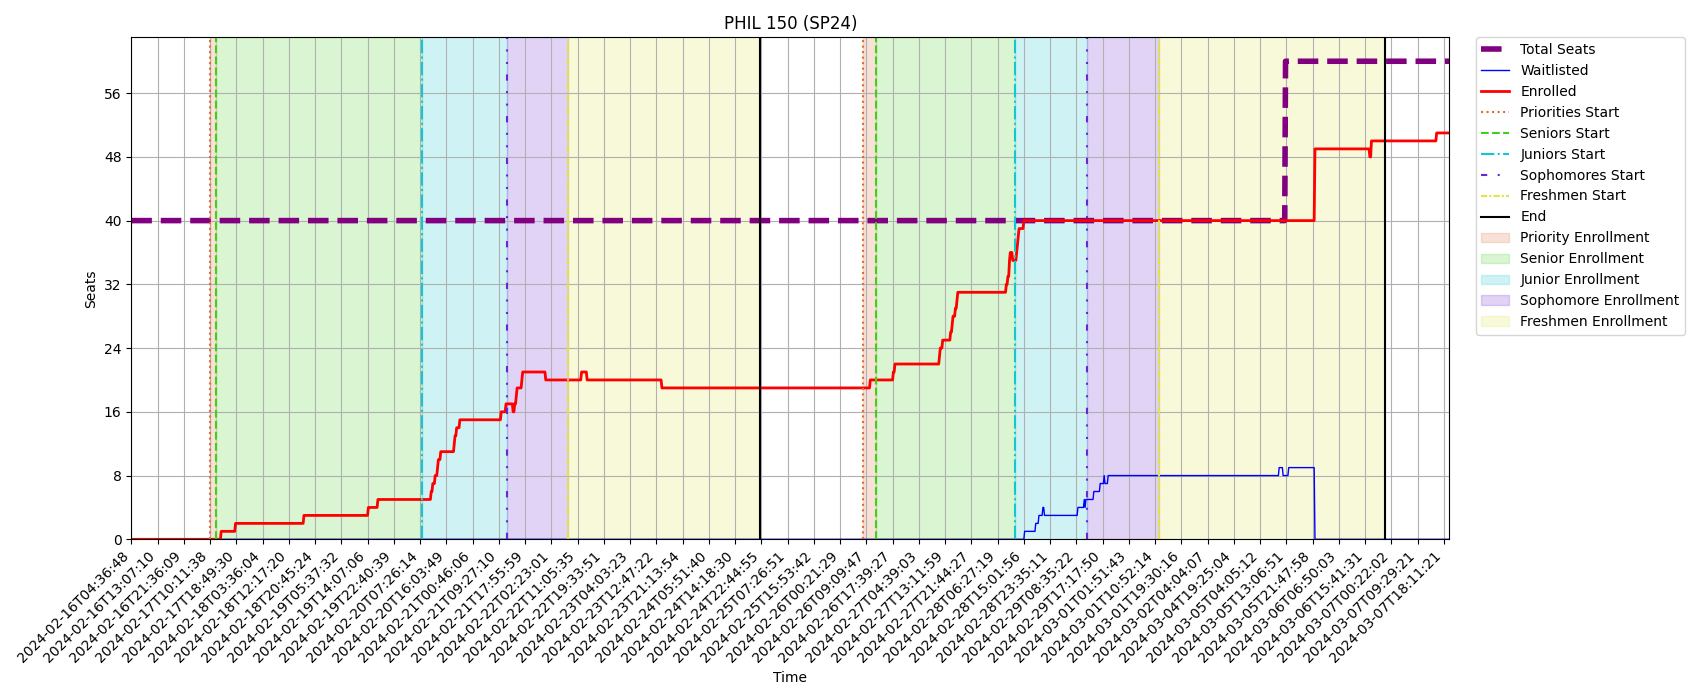 PHIL 150 (SP24)
Total Seats
Waitlisted
Enrolled
Priorities Start
Seniors Start
Juniors Start
Sophomores Start
Freshmen Start
End
Priority Enrollment
Senior Enrollment
Junior Enrollment
Sophomore Enrollment
Freshmen Enrollment
Seats
56
48
40
32
24
16
8
0
2024-02-16T04:36:48
2024-02-16T13:07:10
2024-02-16T21:36:09
2024-02-17T10:11:38
2024-02-17T18:49:36
2024-02-18T03:36:04
2024-02-18T12:17:20
2024-02-18T20:45:24
2024-02-19T05:37:32
2024-02-19T14:07:06
2024-02-19T22:40:39
2024-02-20T07:26:14
2024-02-20T16:03:49
2024-02-21T00:46:06
2024-02-21T09:27:10
2024-02-21T17:55:59
2024-02-22T02:23:01
2024-02-22T11:05:35
2024-02-22T19:33:51
2024-02-23T04:03:23
2024-02-23T12:47:22
2024-02-23T21:13:54
2024-02-24T05:51:40
2024-02-24T14:18:30
2024-02-24T22:44:55
2024-02-25T07:26:51
2024-02-25T15:53:42
2024-02-26T00:21:29
2024-02-26T09:09:47
2024-02-26T17:39:27
2024-02-27T04:39:03
2024-02-27T13:11:59
2024-02-27T21:44:27
2024-02-28T06:27:19
2024-02-28T15:01:56
2024-02-28T23:35:11
2024-02-29T08:35:22
2024-02-29T17:17:50
2024-03-01T01:51:43
2024-03-01T10:52:14
2024-03-01T19:30:16
2024-03-02T04:04:07
2024-03-04T19:25:04
2024-03-05T04:05:12
2024-03-05T13:06:51
2024-03-05T21:47:58
2024-03-06T06:50:03
2024-03-06T15:41:31
2024-03-07T00:22:02
2024-03-07T09:29:21
2024-03-07T18:11:21
Time